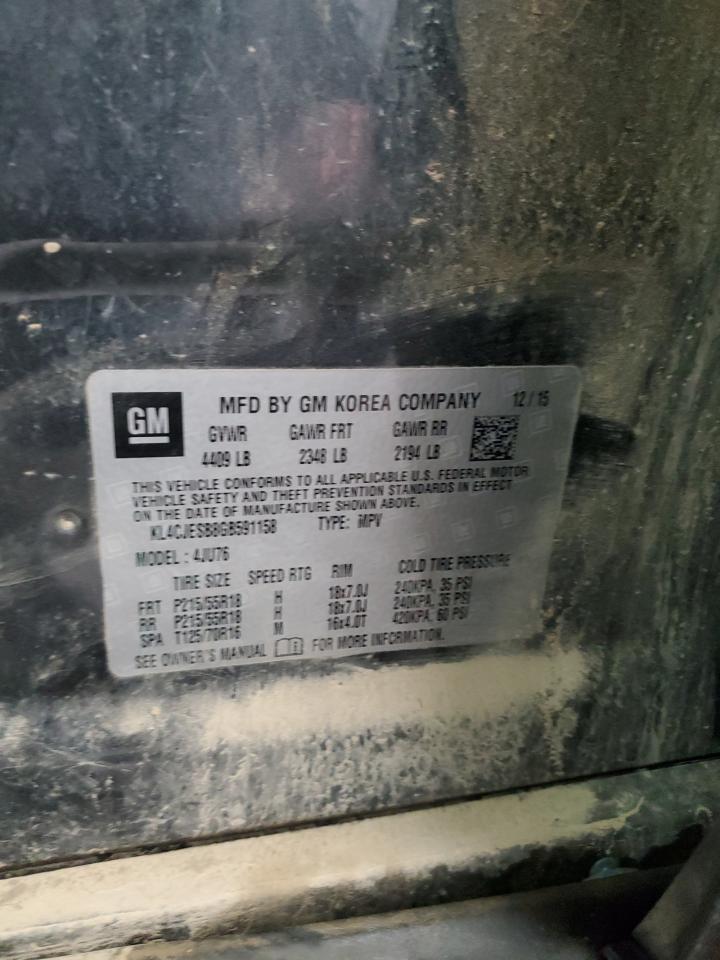 GM
MFD BY GM KOREA COMPANY 12 / 15
GVWR GAWR FRT GAWR RR
4409 LB 2348 LB 2194 LB
THIS VEHICLE CONFORMS TO ALL APPLICABLE U.S. FEDERAL MOTOR
VEHICLE SAFETY AND THEFT PREVENTION STANDARDS IN EFFECT
ON THE DATE OF MANUFACTURE SHOWN ABOVE.
KL4CJESB8GB591158 TYPE: MPV
MODEL : 4JU76
TIRE SIZE SPEED RTG RIM COLD TIRE PRESSURE
FRT P215/55R18 H 18x7.0J 240KPA, 35 PSI
RR P215/55R18 H 18x7.0J 240KPA, 35 PSI
SPA T125/70R16 M 16x4.0T 420KPA, 60 PSI
SEE OWNER'S MANUAL FOR MORE INFORMATION.